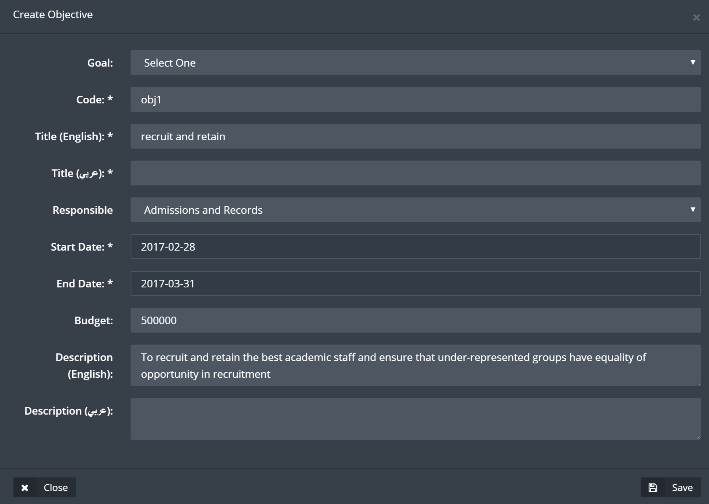 Create Objective
Goal: Select One
Code: * obj1
Title (English): * recruit and retain
Title (عربي): *
Responsible Admissions and Records
Start Date: * 2017-02-28
End Date: * 2017-03-31
Budget: 500000
Description (English): To recruit and retain the best academic staff and ensure that under-represented groups have equality of
opportunity in recruitment
Description (عربي):
Close Save